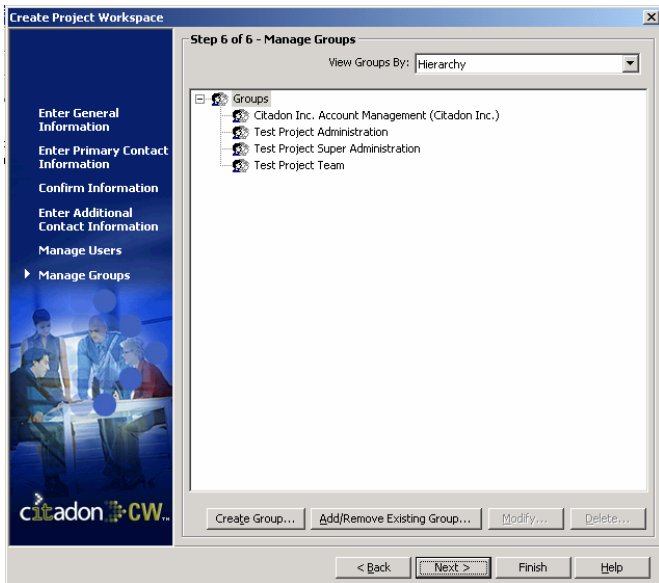 Create Project Workspace
Step 6 of 6 - Manage Groups
View Groups By: Hierarchy
Enter General
Information
Enter Primary Contact
Information
Confirm Information
Enter Additional
Contact Information
Manage Users
Manage Groups
Groups
Citadon Inc. Account Management (Citadon Inc.)
Test Project Administration
Test Project Super Administration
Test Project Team
citadon CW™
Create Group... Add/Remove Existing Group... Modify... Delete...
< Back Next > Finish Help